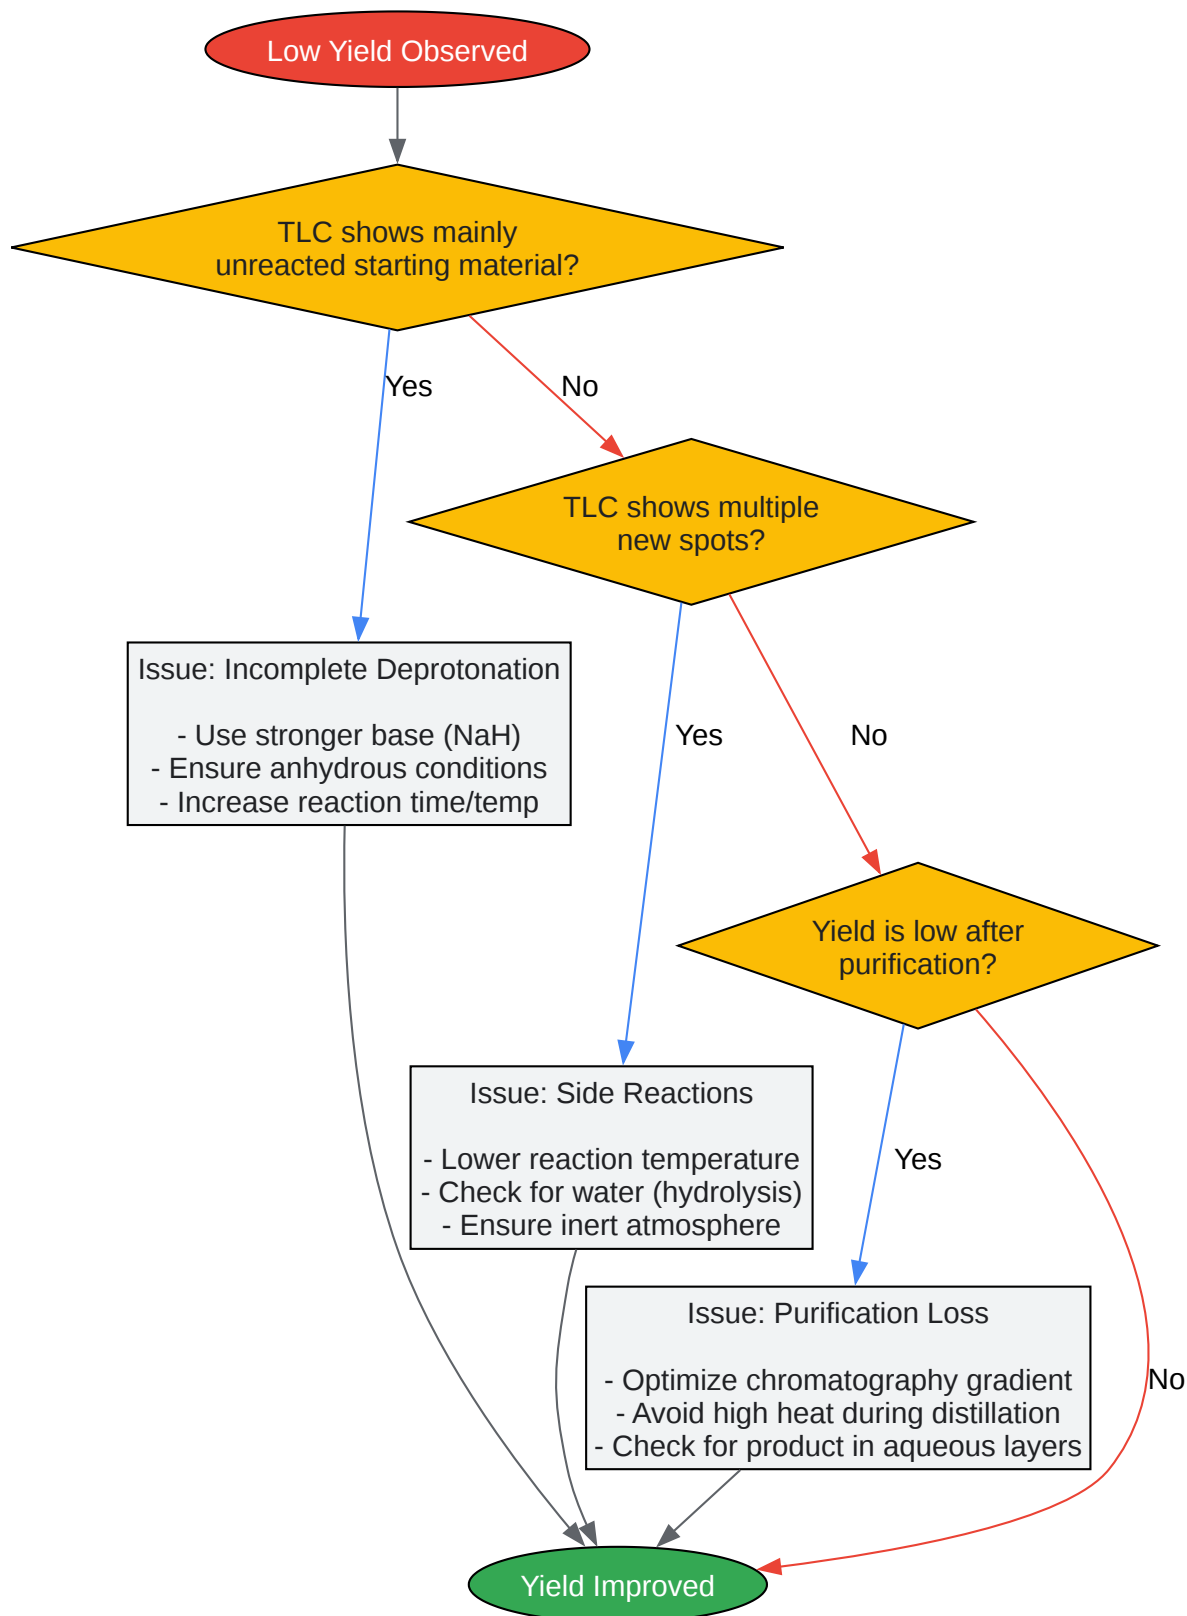 Low Yield Observed
TLC shows mainly
unreacted starting material?
Yes
No
TLC shows multiple
new spots?
Issue: Incomplete Deprotonation
- Use stronger base (NaH)
- Ensure anhydrous conditions
- Increase reaction time/temp
Yes
No
Yield is low after
purification?
Issue: Side Reactions
- Lower reaction temperature
- Check for water (hydrolysis)
- Ensure inert atmosphere
Yes
Issue: Purification Loss
- Optimize chromatography gradient
- Avoid high heat during distillation
- Check for product in aqueous layers
No
Yield Improved